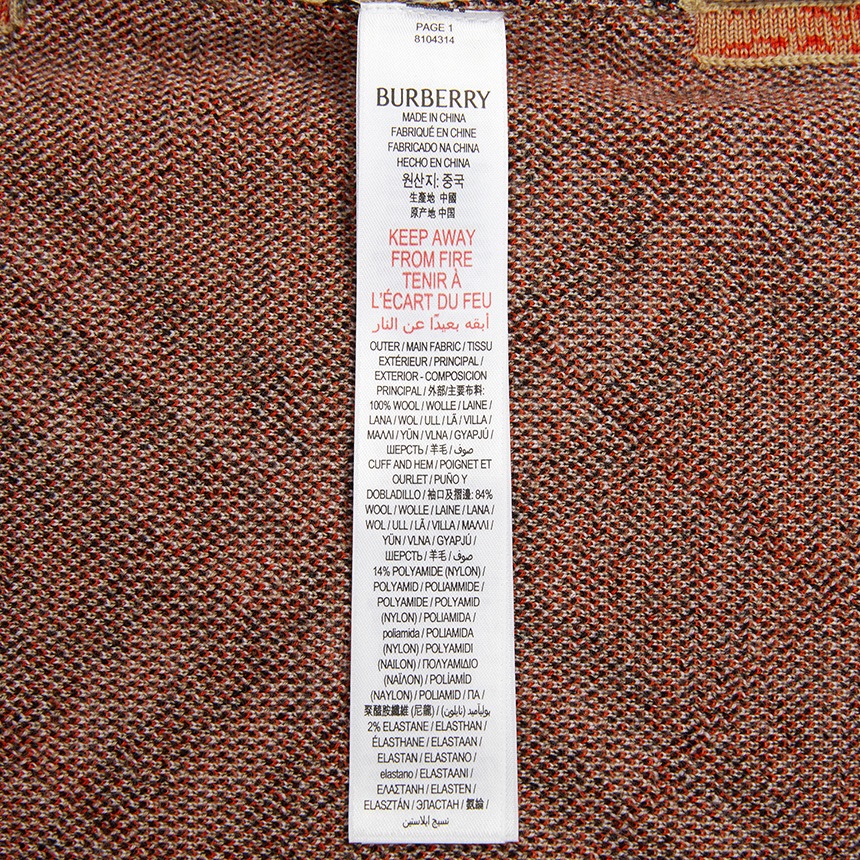 PAGE 1
8104314
BURBERRY
MADE IN CHINA
FABRIQUÉ EN CHINE
FABRICADO NA CHINA
HECHO EN CHINA
원산지: 중국
生產地 中國
原产地 中国
KEEP AWAY
FROM FIRE
TENIR À
L'ÉCART DU FEU
أبقه بعيدًا عن النار
OUTER / MAIN FABRIC / TISSU
EXTÉRIEUR / PRINCIPAL /
EXTERIOR - COMPOSICION
PRINCIPAL / 外部/主要布料:
100% WOOL / WOLLE / LAINE /
LANA / WOL / ULL / LÃ / VILLA /
ΜΑΛΛΙ / YÜN / VLNA / GYAPJÚ /
ШЕРСТЬ / 羊毛 / صوف
CUFF AND HEM / POIGNET ET
OURLET / PUÑO Y
DOBLADILLO / 袖口及摺邊: 84%
WOOL / WOLLE / LAINE / LANA /
WOL / ULL / LÃ / VILLA / ΜΑΛΛΙ /
YÜN / VLNA / GYAPJÚ /
ШЕРСТЬ / 羊毛 / صوف
14% POLYAMIDE (NYLON) /
POLYAMID / POLIAMMIDE /
POLYAMIDE / POLYAMID
(NYLON) / POLIAMIDA /
poliamida / POLIAMIDA
(NYLON) / POLYAMIDI
(NAILON) / ΠΟΛΥΑΜΙΔΙΟ
(ΝΑΪΛΟΝ) / POLÍAMÍD
(NAYLON) / POLIAMID / ПА /
聚醯胺纖維 (尼龍) / بولياميد (نايلون) /
2% ELASTANE / ELASTHAN /
ÉLASTHANE / ELASTAAN /
ELASTAN / ELASTANO /
elastano / ELASTAANI /
ΕΛΑΣΤΑΝΗ / ELASTEN /
ELASZTÁN / ЭЛАСТАН / 氨綸 /
نسيج ايلاستين